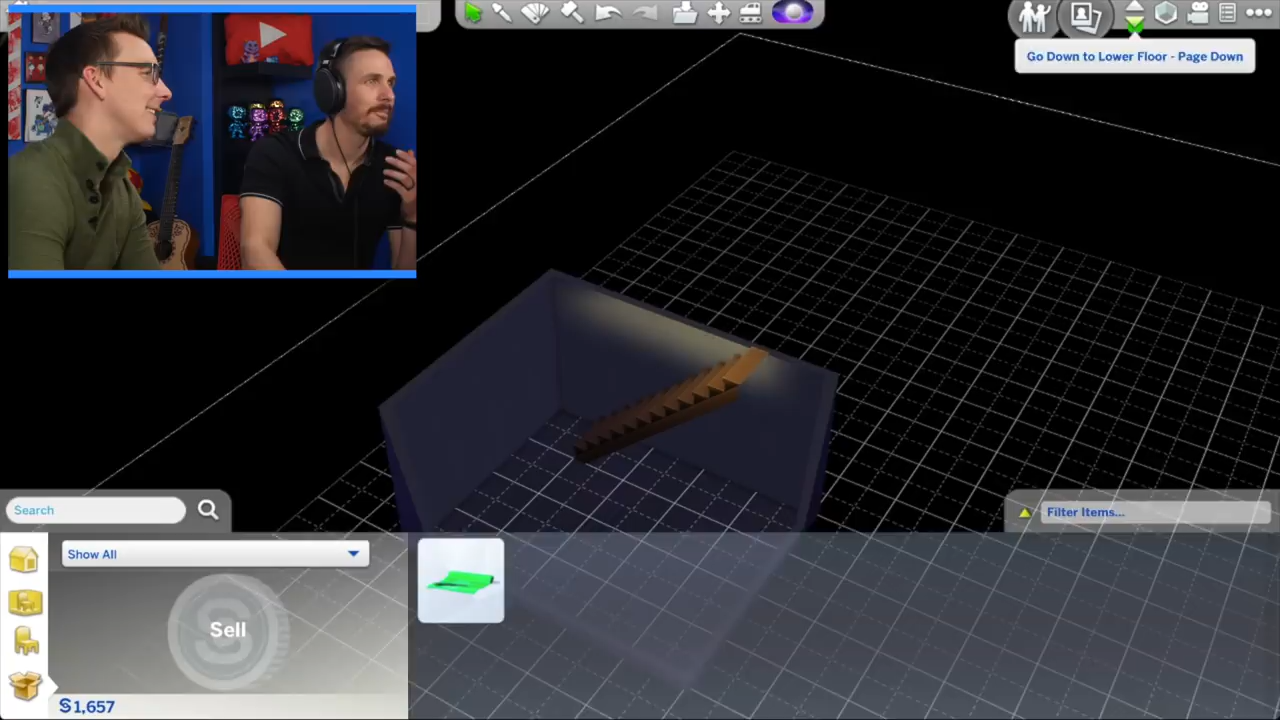 Go Down to Lower Floor - Page Down
Search
Filter Items...
Show All
Sell
§1,657